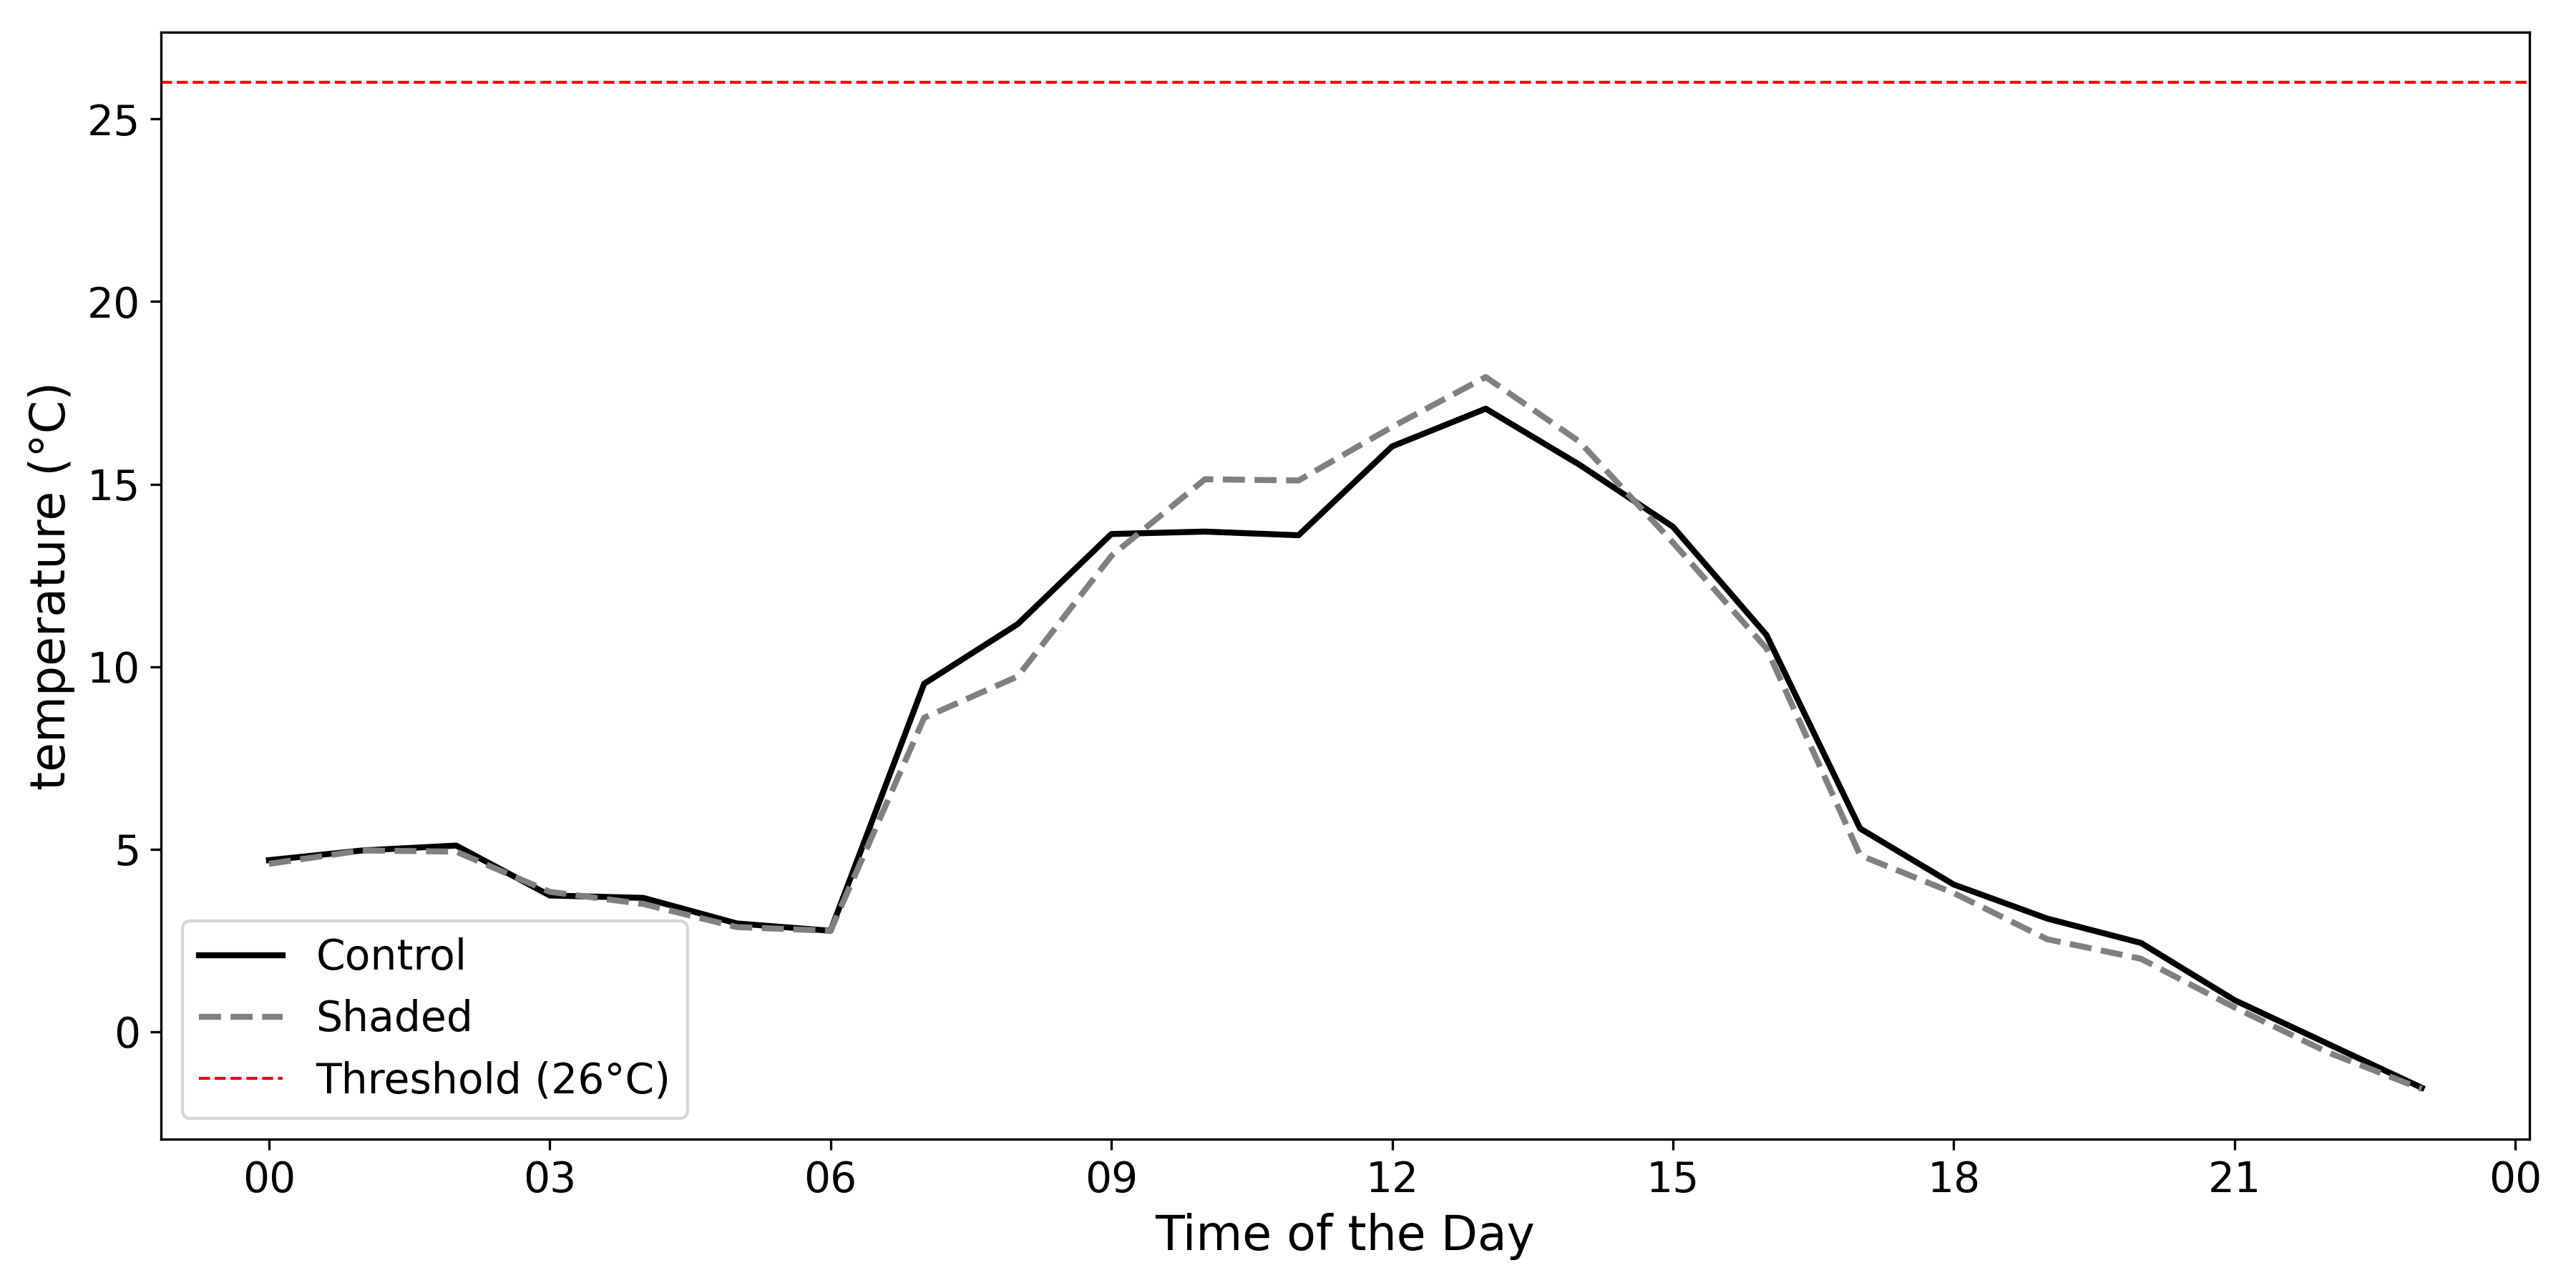 25
20
15
10
5
0
temperature (°C)
Control
Shaded
Threshold (26°C)
00 03 06 09 12 15 18 21 00
Time of the Day